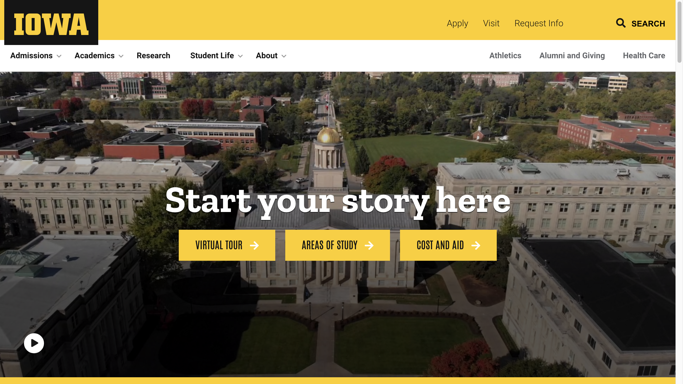 IOWA
Apply Visit Request Info SEARCH
Admissions Academics Research Student Life About Athletics Alumni and Giving Health Care
Start your story here
VIRTUAL TOUR AREAS OF STUDY COST AND AID